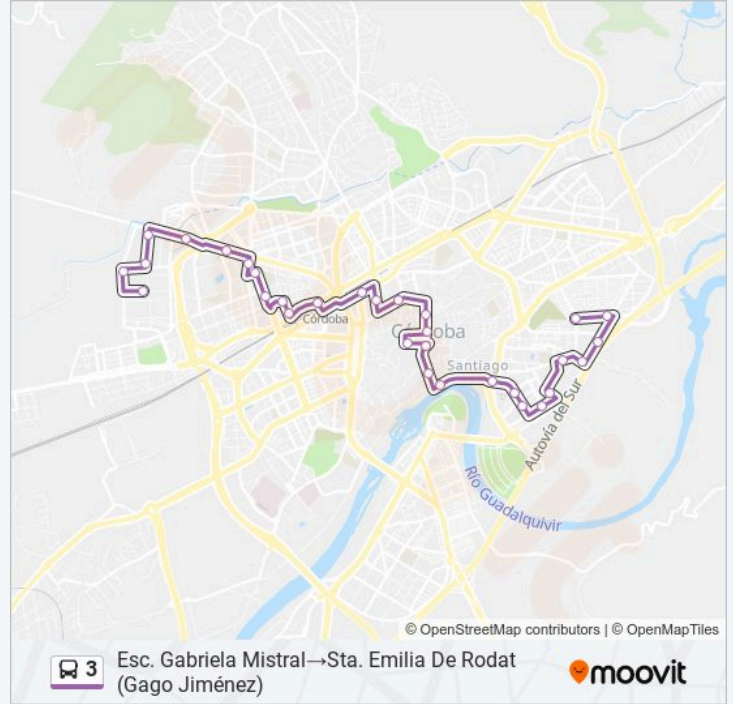 Córdoba
Córdoba
Santiago
Autovía del Sur
Río Guadalquivir
© OpenStreetMap contributors | © OpenMapTiles
3
Esc. Gabriela Mistral→Sta. Emilia De Rodat
(Gago Jiménez)
moovit